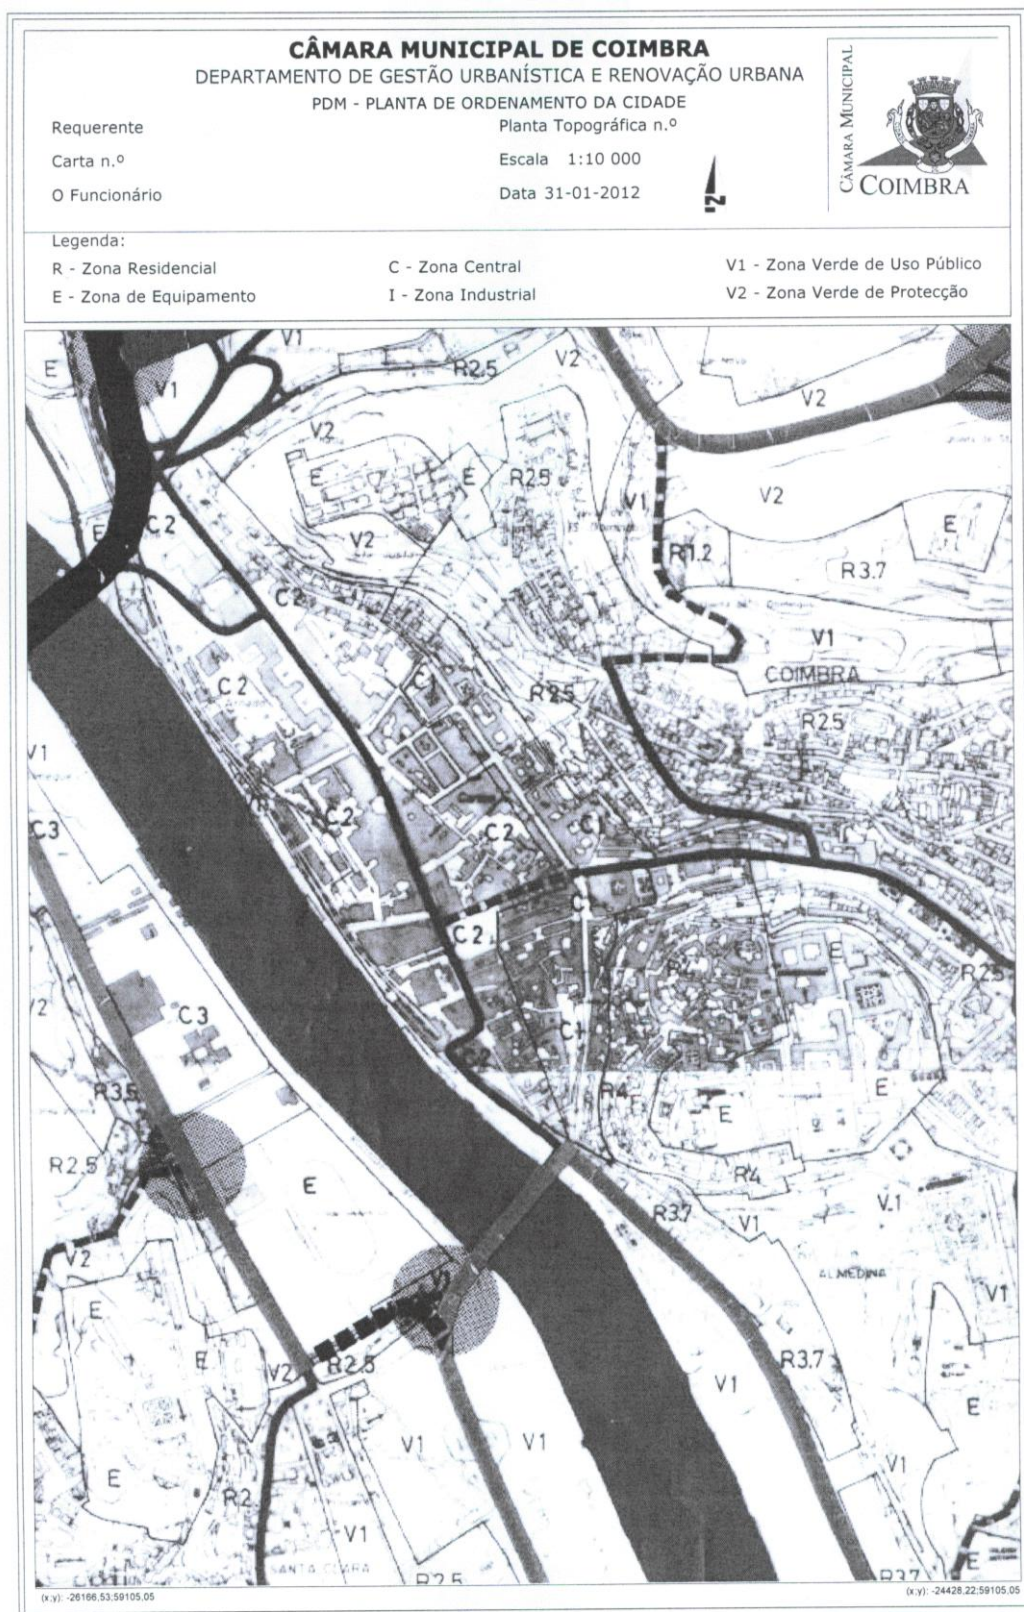 CÂMARA MUNICIPAL DE COIMBRA
DEPARTAMENTO DE GESTÃO URBANÍSTICA E RENOVAÇÃO URBANA
PDM - PLANTA DE ORDENAMENTO DA CIDADE
Requerente
Planta Topográfica n.º
Carta n.º
Escala 1:10 000
O Funcionário
Data 31-01-2012
N
CÂMARA MUNICIPAL
COIMBRA
Legenda:
R - Zona Residencial
C - Zona Central
V1 - Zona Verde de Uso Público
E - Zona de Equipamento
I - Zona Industrial
V2 - Zona Verde de Protecção
V1
E
R2.5
V2
V1
V2
V2
E
E
R2.5
V1
V2
E
C2
E
V2
R1.2
R3.7
C2
V1
COIMBRA
C2
C1
R2.5
R2.5
V1
C3
C2
C2
C1
C2
C1
R4
E
R2.5
C3
C1
C2
R3.5
R4
E
E
R2.5
E
R4
V1
R3.7
V1
V2
V1
ALMEDINA
E
V1
E
V2
R2.5
R3.7
V1
E
V1
V1
V1
E
R2
V1
SANTA CLARA
R2.5
R3.7
E
(x;y): -26166,53;59105,05
(x;y): -24428,22;59105,05